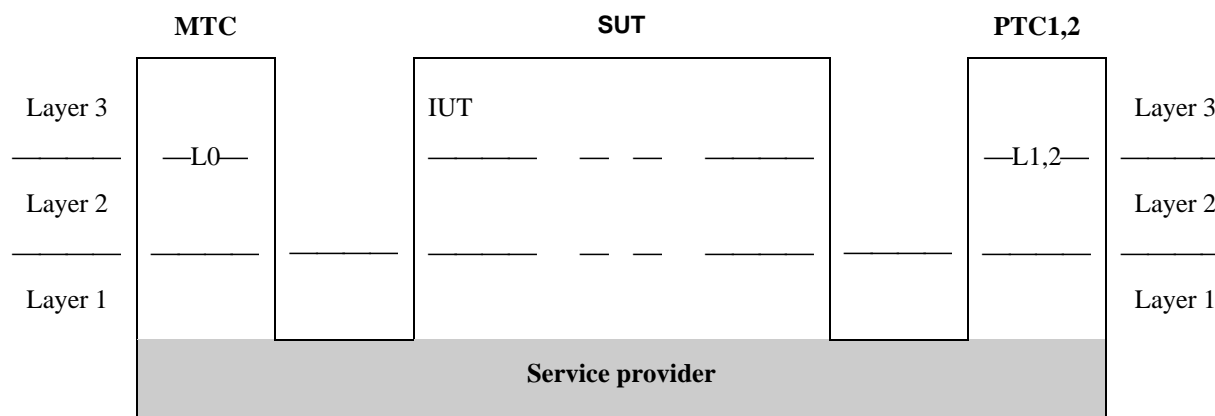 MTC SUT PTC1,2
Layer 3 IUT Layer 3
L0 L1,2
Layer 2 Layer 2
Layer 1 Layer 1
Service provider